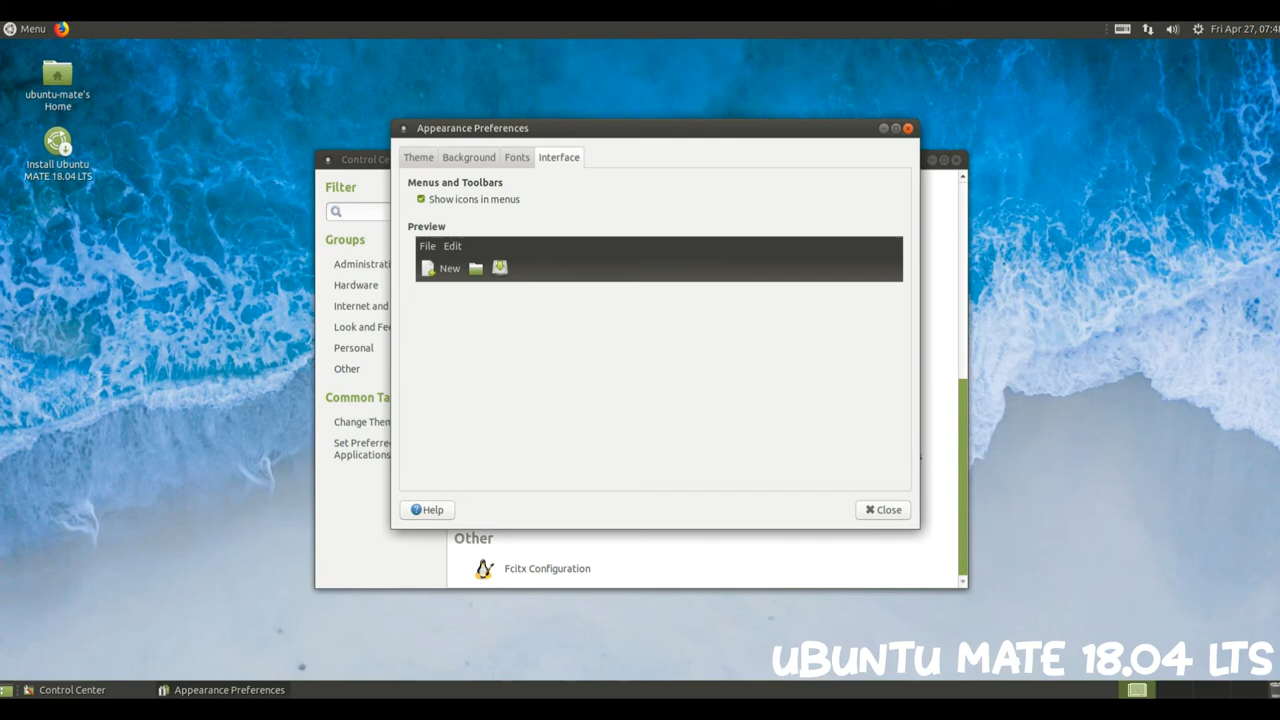 Menu
Fri Apr 27, 07:48
ubuntu-mate's
Home
Install Ubuntu
MATE 18.04 LTS
Control Ce
Filter
Groups
Administrati
Hardware
Internet and
Look and Fee
Personal
Other
Common Ta
Change Them
Set Preferre
Applications
Appearance Preferences
Theme
Background
Fonts
Interface
Menus and Toolbars
Show icons in menus
Preview
File Edit
New
Help
Close
Other
Fcitx Configuration
UBUNTU MATE 18.04 LTS
Control Center
Appearance Preferences